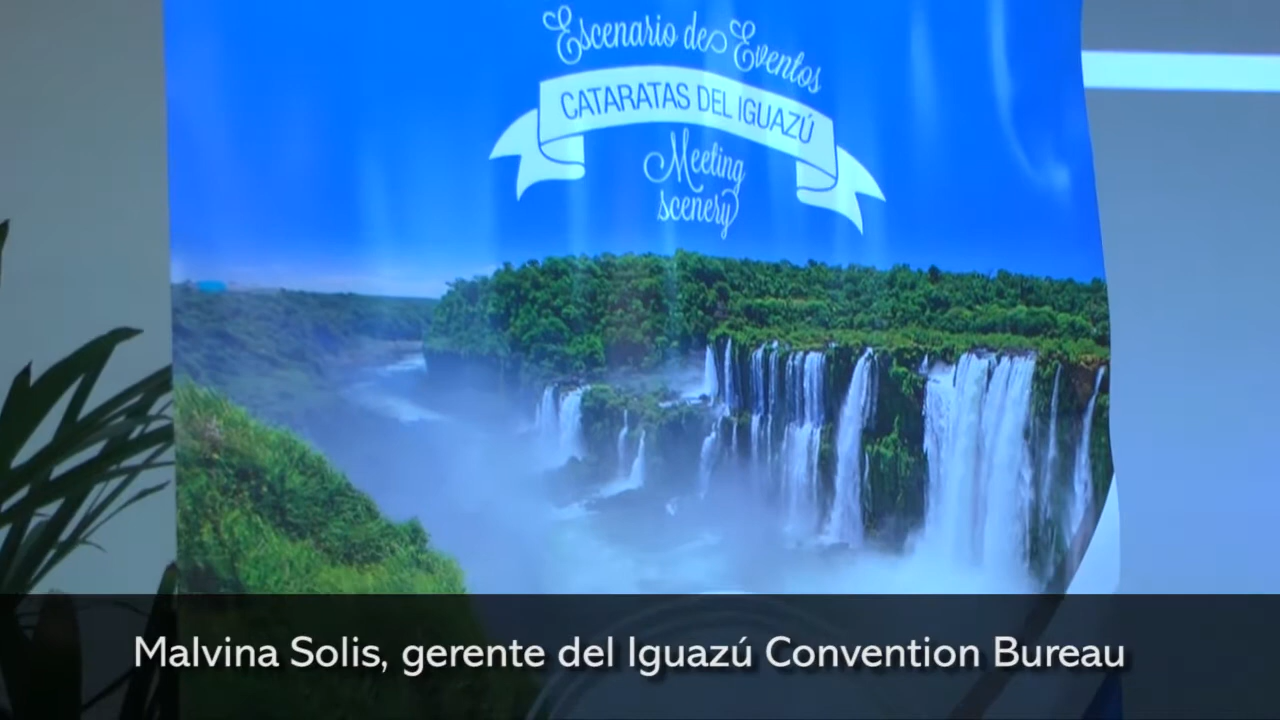 Escenario de Eventos
CATARATAS DEL IGUAZÚ
Meeting
scenery
Malvina Solis, gerente del Iguazú Convention Bureau